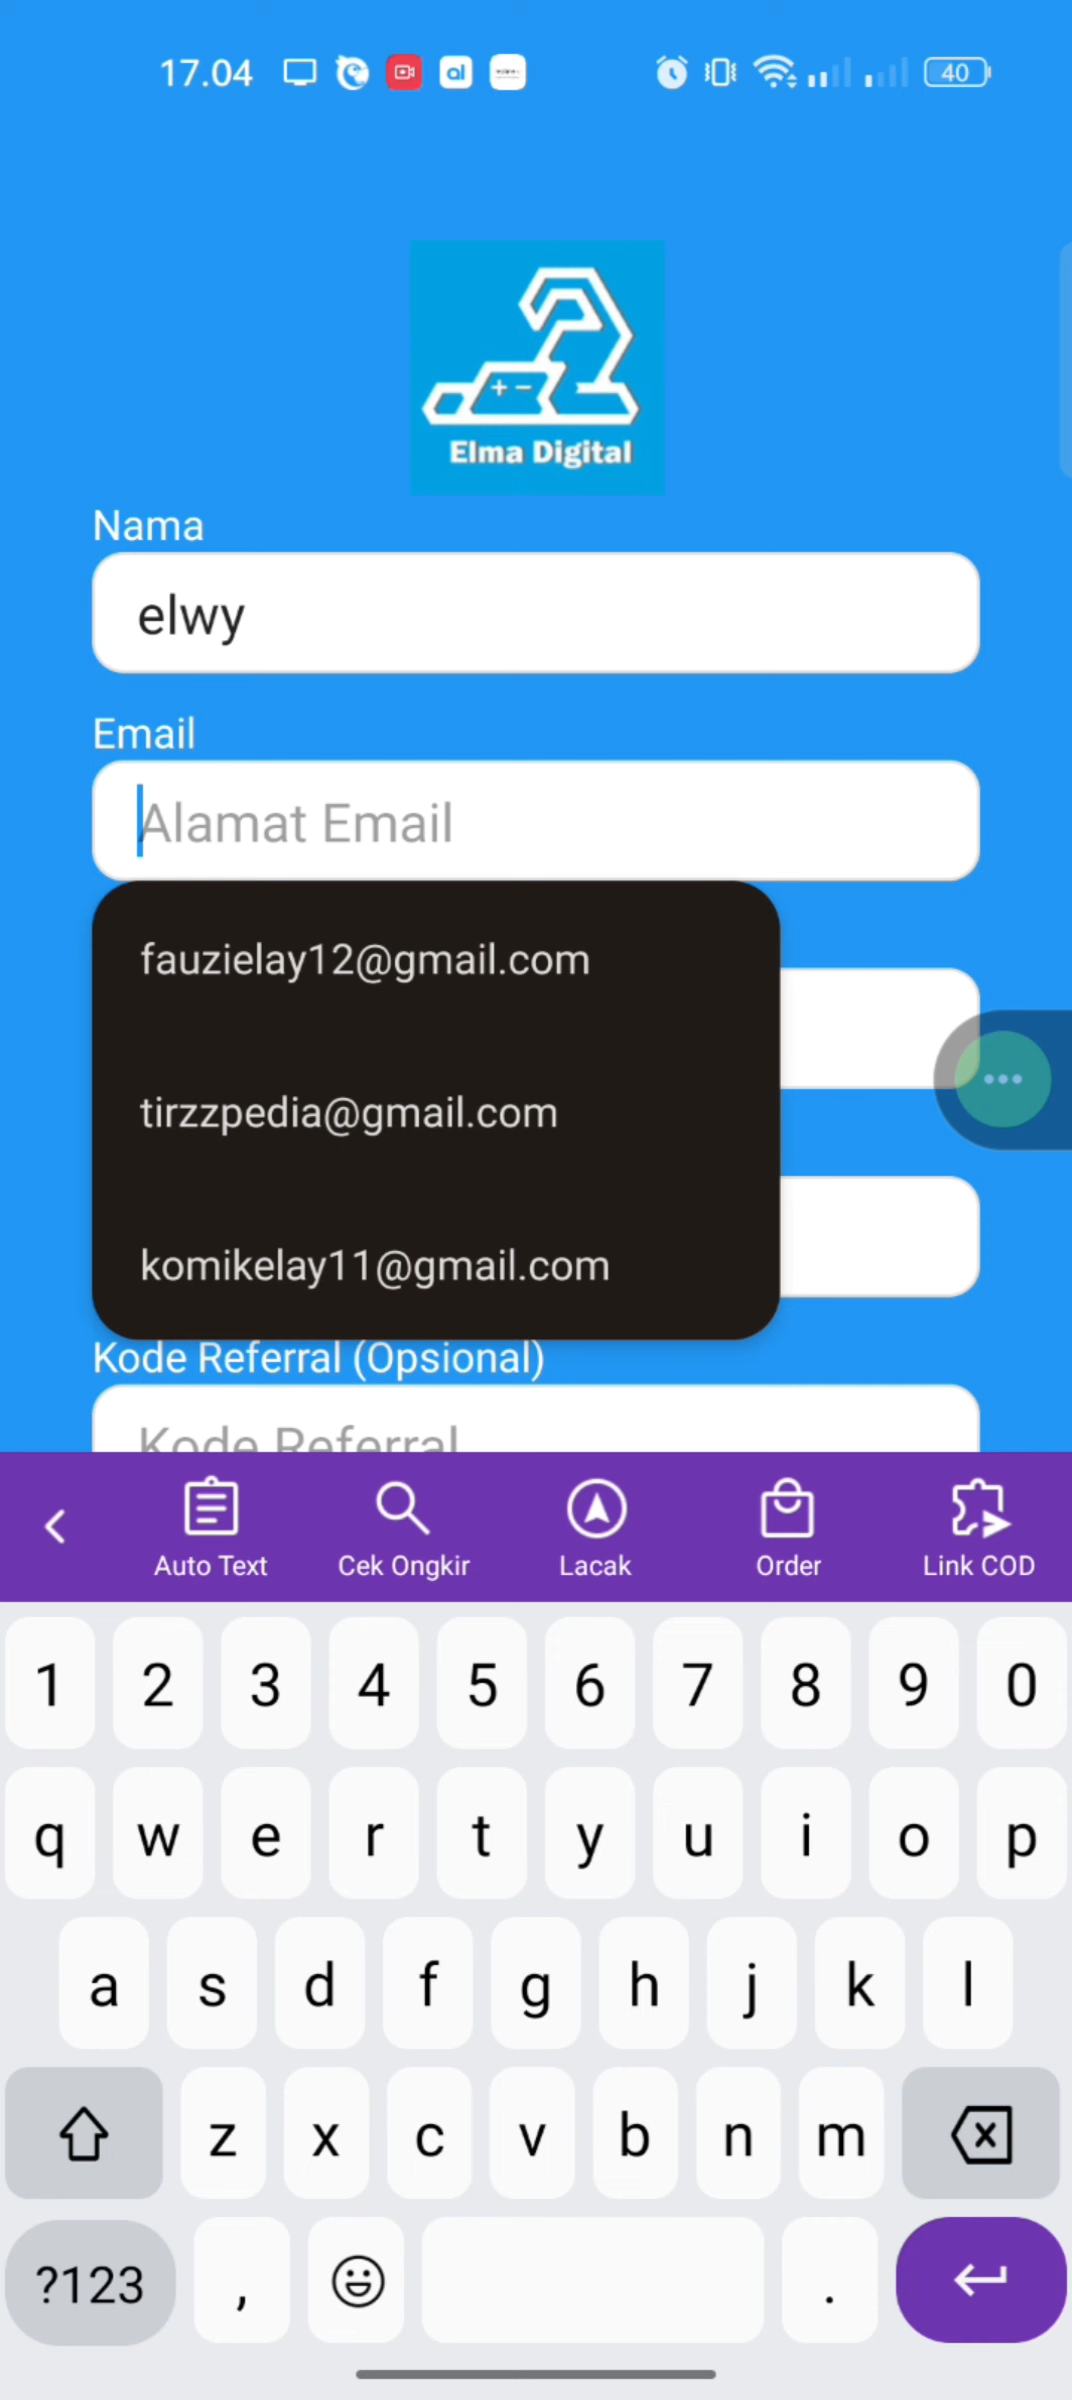 17.04
40
+ -
Elma Digital
Nama
elwy
Email
Alamat Email
fauzielay12@gmail.com
tirzzpedia@gmail.com
komikelay11@gmail.com
Kode Referral (Opsional)
Kode Referral
Auto Text
Cek Ongkir
Lacak
Order
Link COD
1 2 3 4 5 6 7 8 9 0
q w e r t y u i o p
a s d f g h j k l
z x c v b n m
?123 , .